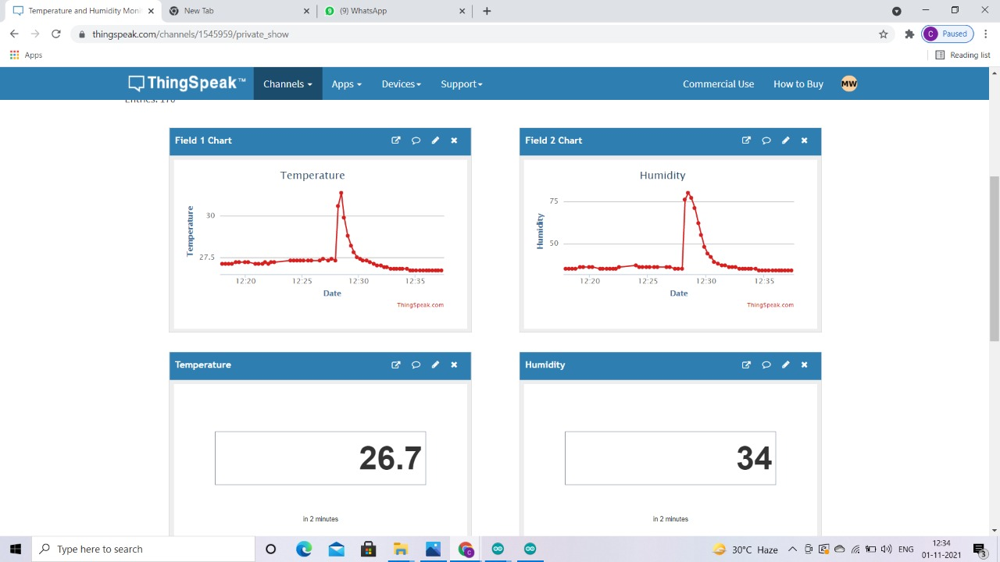 Temperature and Humidity Moni
New Tab
(9) WhatsApp
thingspeak.com/channels/1545959/private_show
C Paused
Apps
Reading list
ThingSpeak™
Channels
Apps
Devices
Support
Commercial Use
How to Buy
MW
Entries: 170
Field 1 Chart
Field 2 Chart
Temperature
Temperature
30
27.5
12:20 12:25 12:30 12:35
Date
ThingSpeak.com
Humidity
Humidity
75
50
12:20 12:25 12:30 12:35
Date
ThingSpeak.com
Temperature
Humidity
26.7
34
in 2 minutes
in 2 minutes
Type here to search
30°C Haze
ENG
12:34
01-11-2021
3